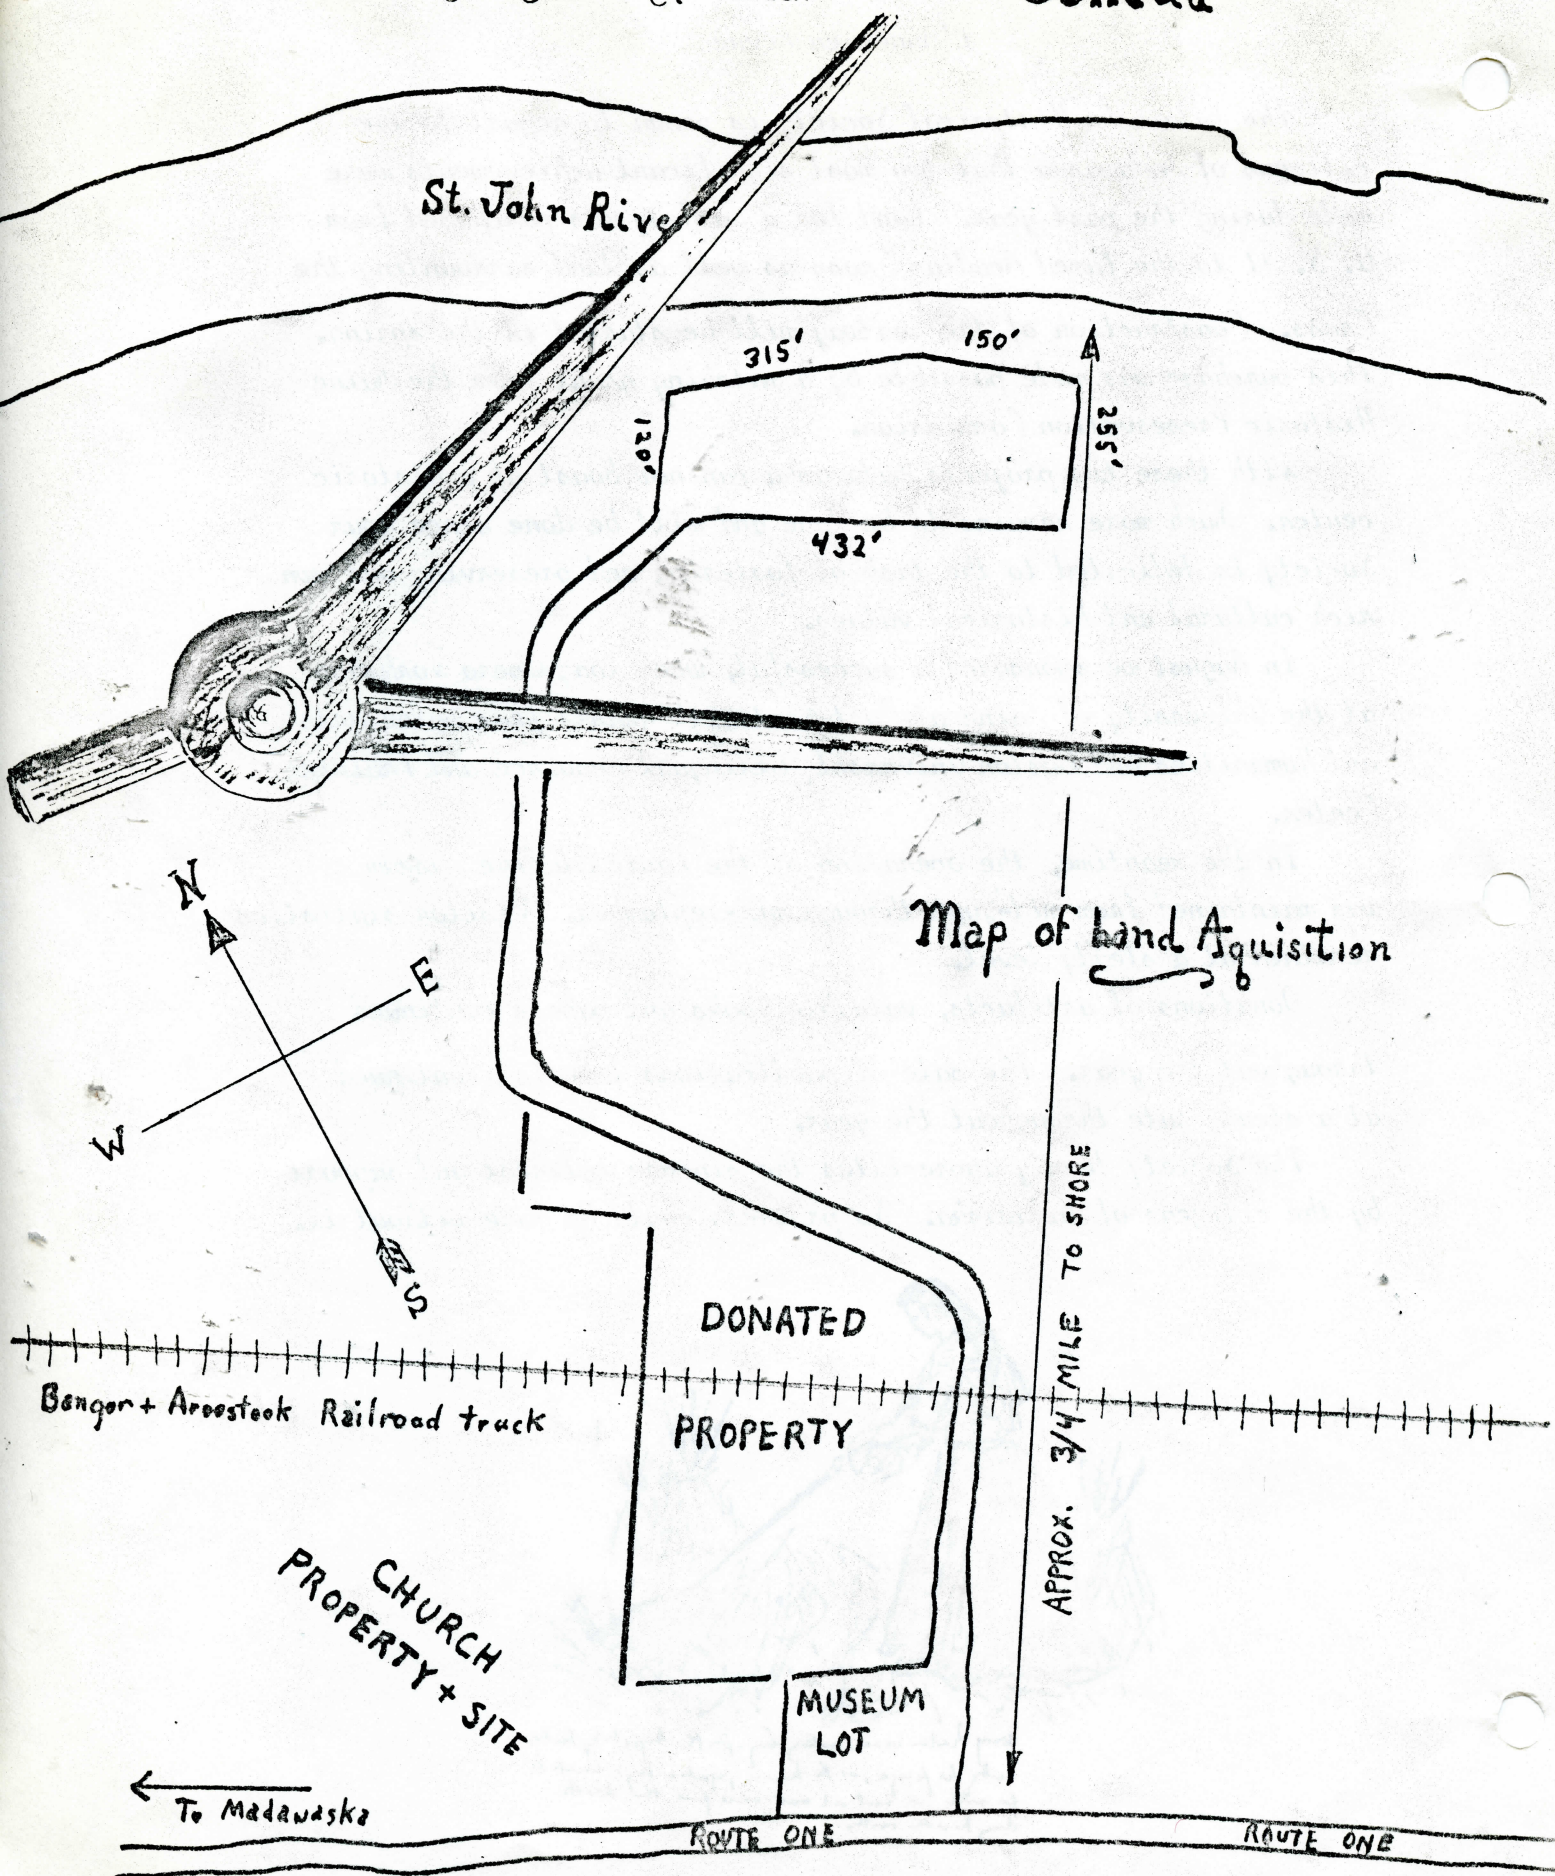 St. John River
315'
150'
120'
255'
432'
N
E
W
S
Map of Land Aquisition
APPROX. 3/4 MILE TO SHORE
DONATED
PROPERTY
Bangor + Aroostook Railroad track
CHURCH
PROPERTY + SITE
MUSEUM
LOT
To Madawaska
ROUTE ONE
ROUTE ONE